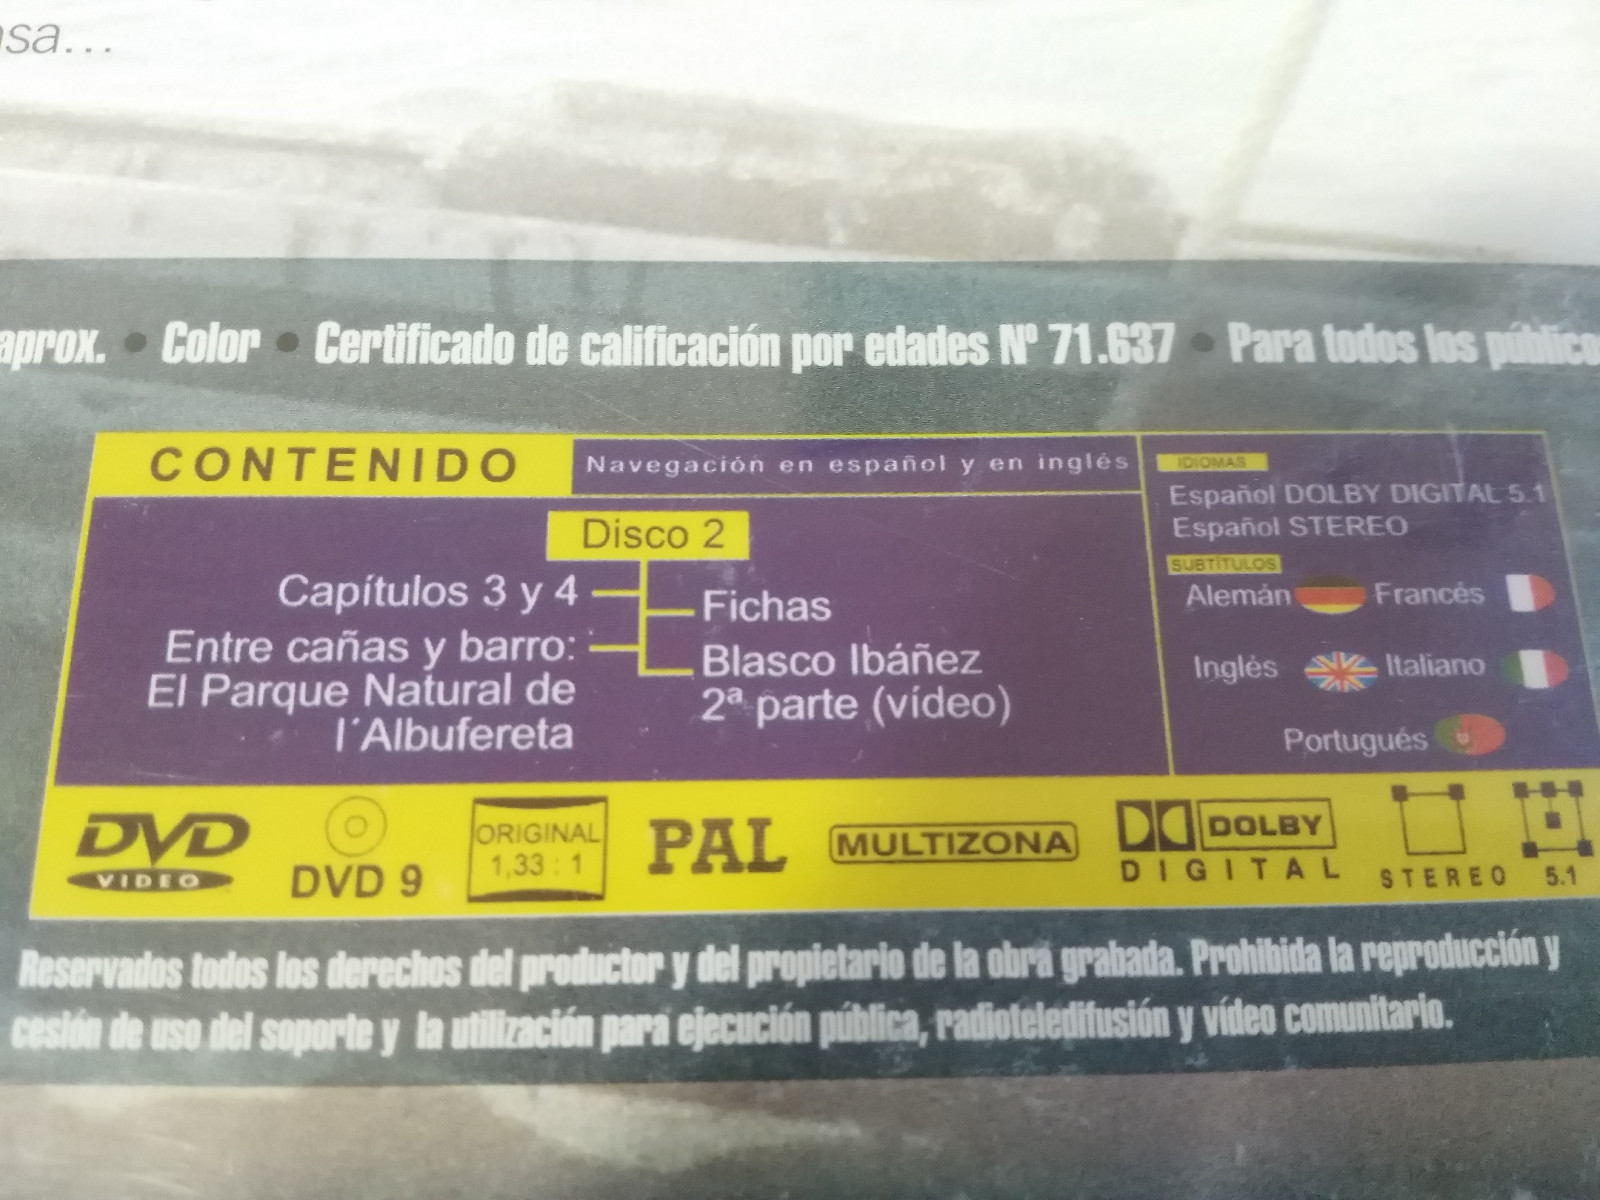 sa...
aprox. • Color • Certificado de calificación por edades Nº 71.637 • Para todos los público
CONTENIDO
Navegación en español y en inglés
Disco 2
Capítulos 3 y 4
Entre cañas y barro:
El Parque Natural de
l´Albufereta
Fichas
Blasco Ibáñez
2ª parte (vídeo)
IDIOMAS
Español DOLBY DIGITAL 5.1
Español STEREO
SUBTÍTULOS
Alemán Francés
Inglés Italiano
Portugués
DVD
VIDEO
DVD 9
ORIGINAL
1,33 : 1
PAL
MULTIZONA
DOLBY
DIGITAL
STEREO
5.1
Reservados todos los derechos del productor y del propietario de la obra grabada. Prohibida la reproducción y
cesión de uso del soporte y la utilización para ejecución pública, radioteledifusión y vídeo comunitario.